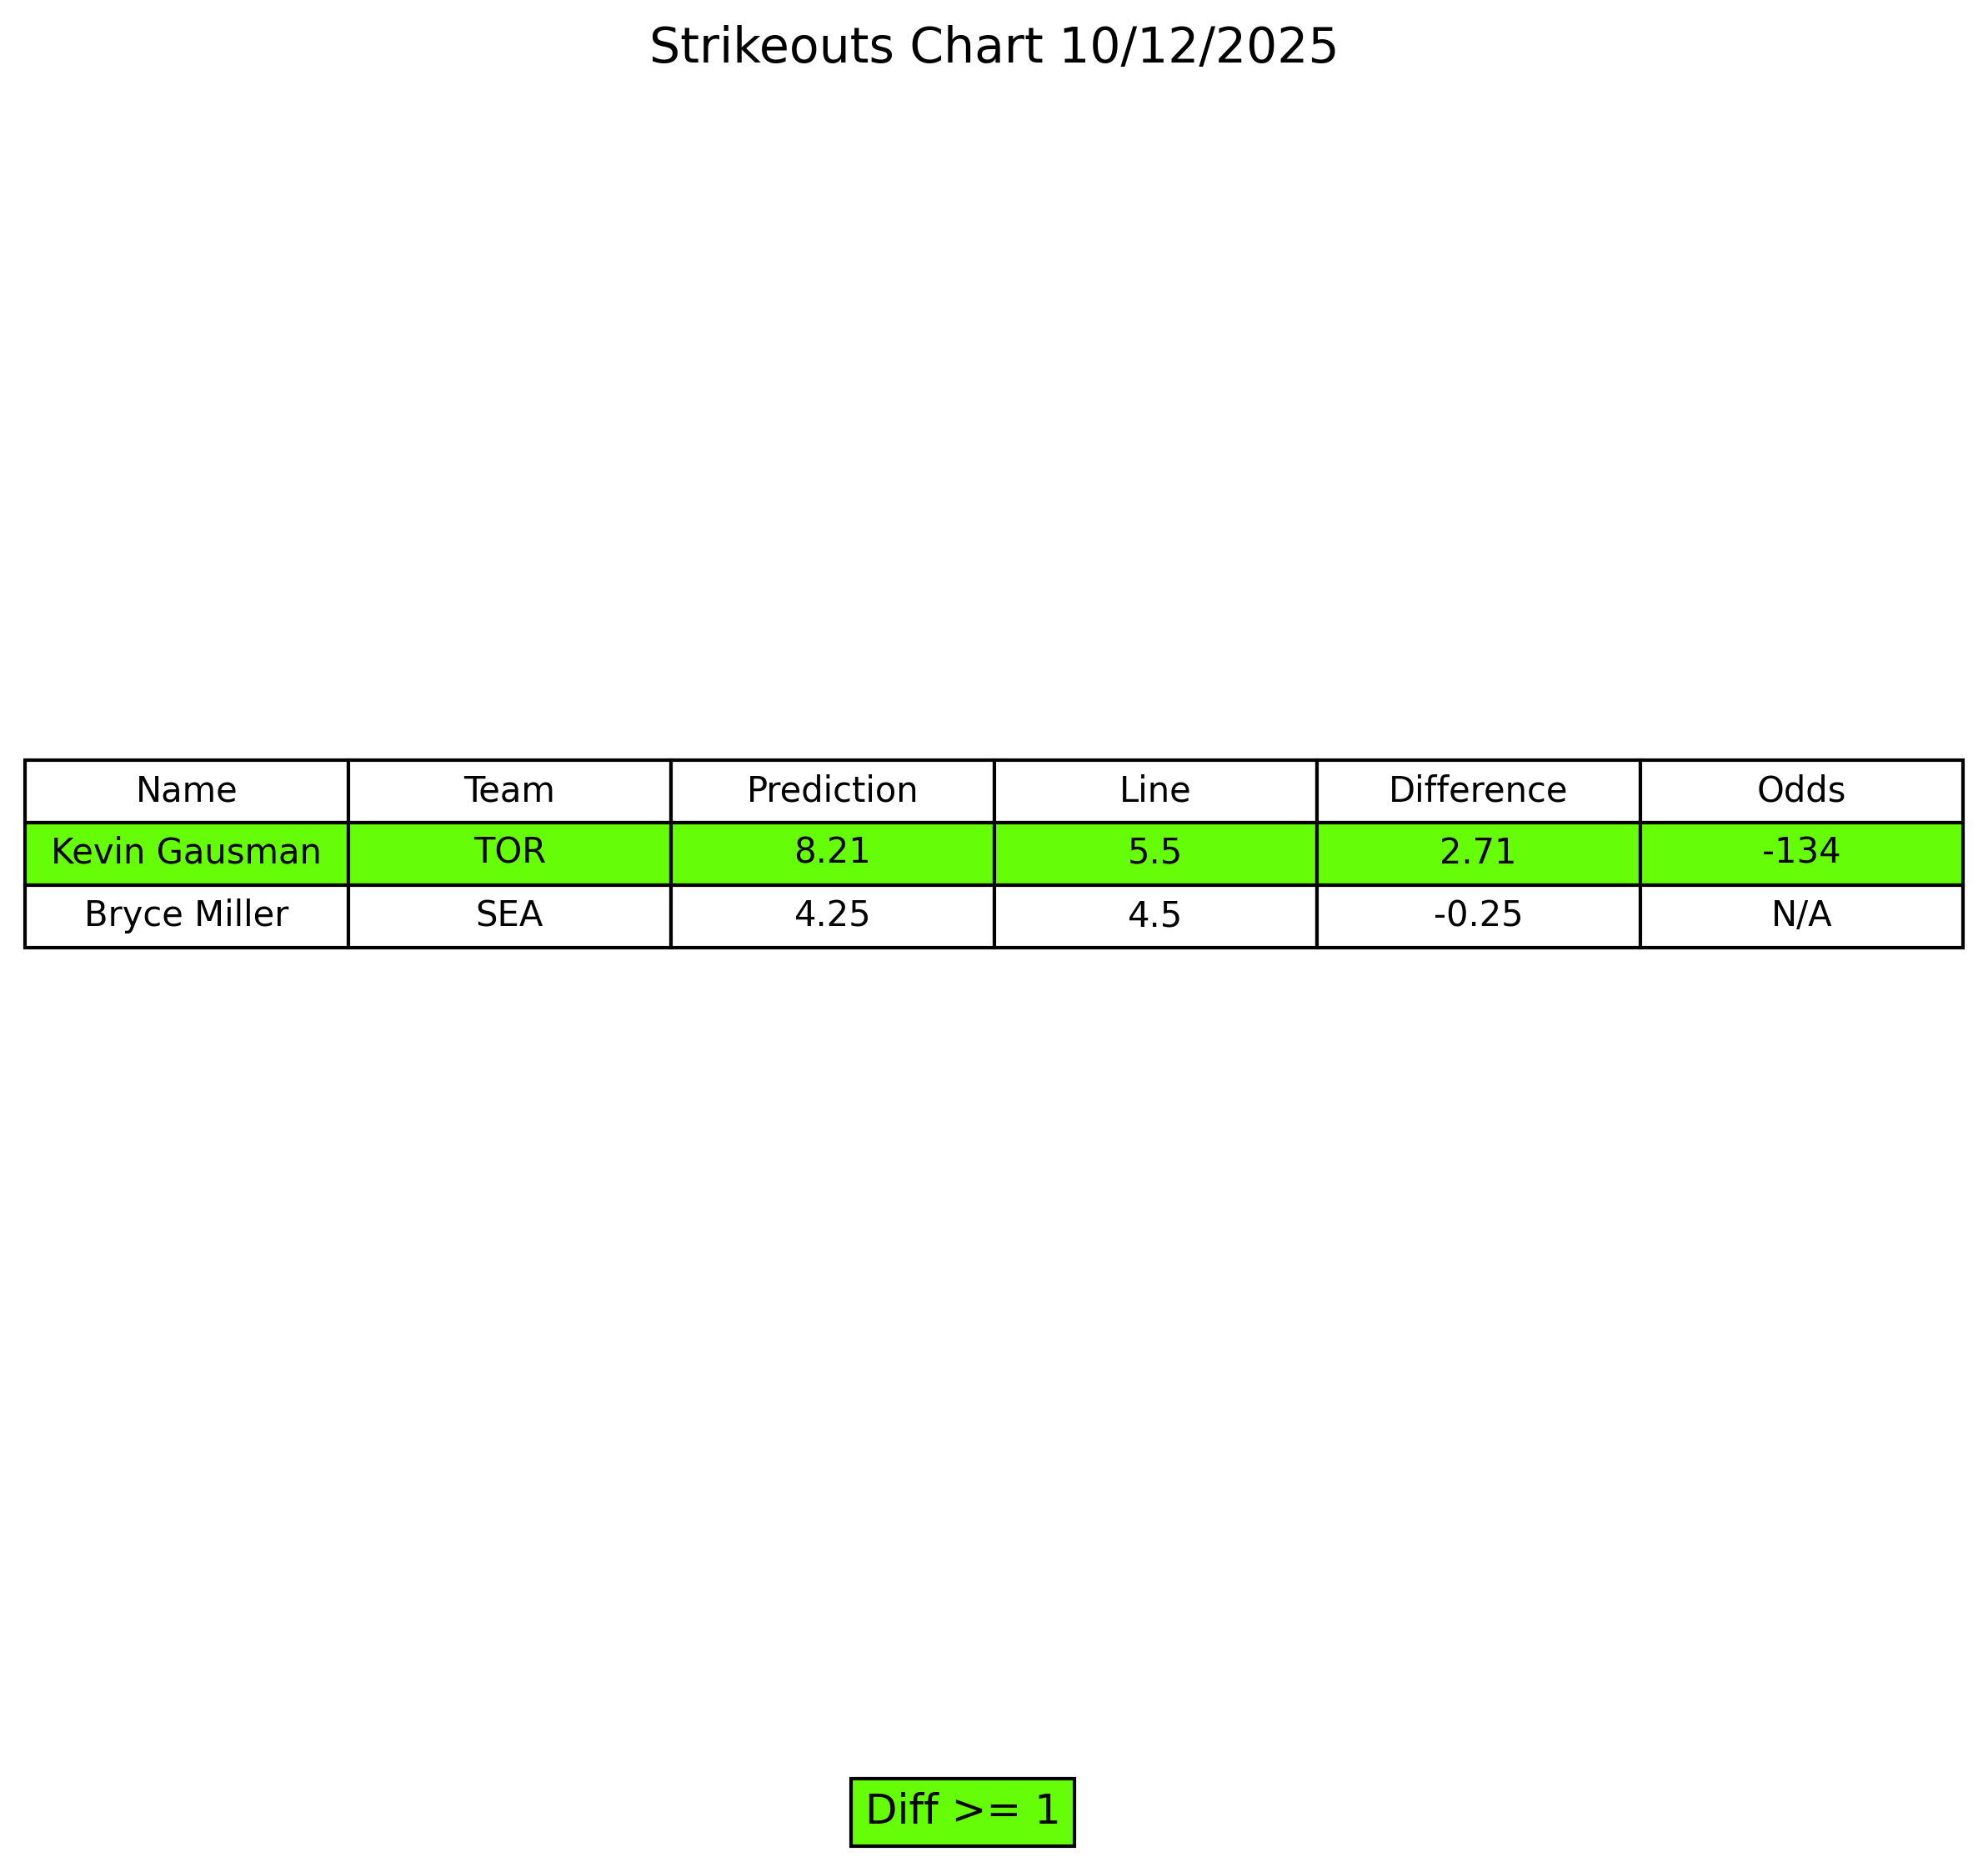 Strikeouts Chart 10/12/2025
Name Team Prediction Line Difference Odds
Kevin Gausman TOR 8.21 5.5 2.71 -134
Bryce Miller SEA 4.25 4.5 -0.25 N/A
Diff >= 1